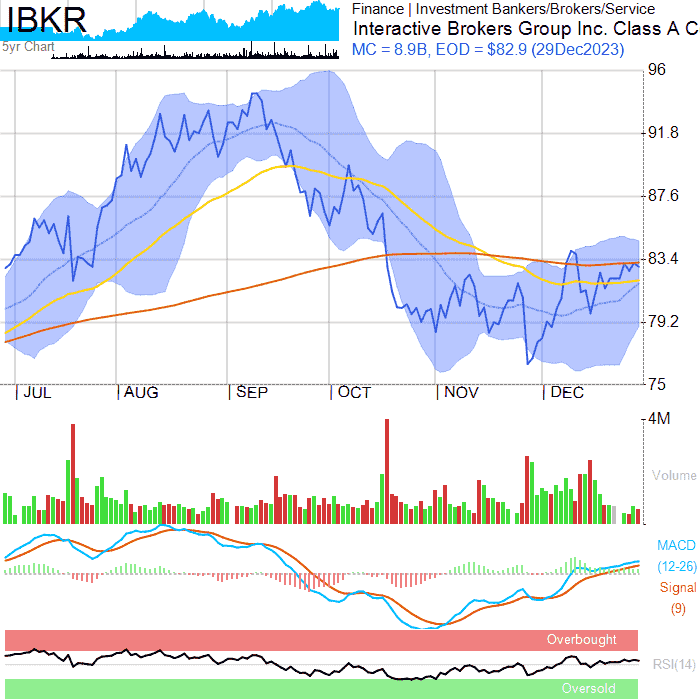 IBKR
5yr Chart
Finance | Investment Bankers/Brokers/Service
Interactive Brokers Group Inc. Class A C
MC = 8.9B, EOD = $82.9 (29Dec2023)
96
91.8
87.6
83.4
79.2
75
JUL AUG SEP OCT NOV DEC
4M
Volume
MACD
(12-26)
Signal
(9)
Overbought
RSI(14)
Oversold